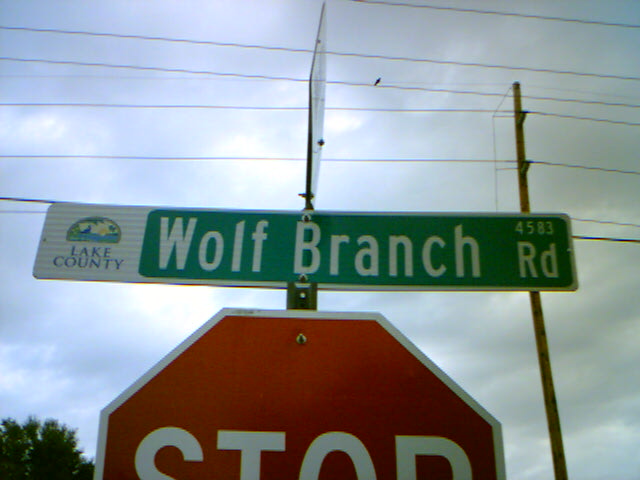 LAKE
COUNTY
Wolf Branch Rd
4583
STOP